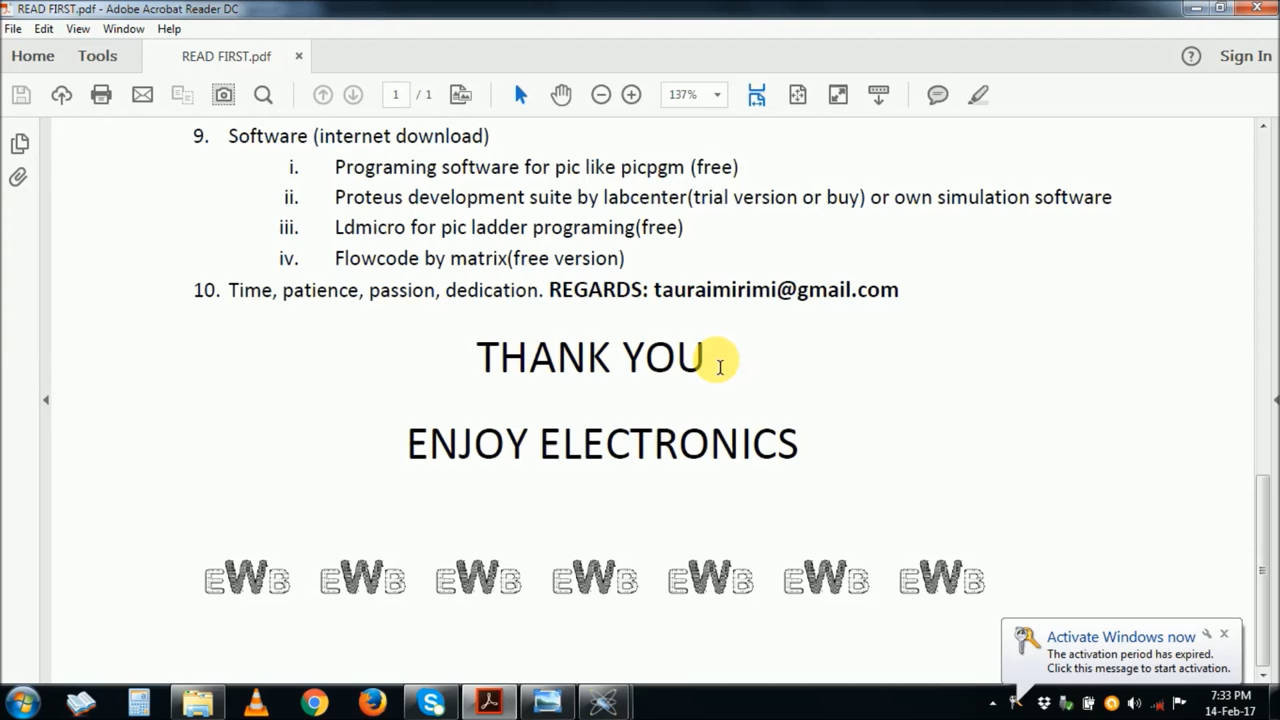 READ FIRST.pdf - Adobe Acrobat Reader DC
File Edit View Window Help
Home Tools READ FIRST.pdf × Sign In
1 / 1 137%
9. Software (internet download)
i. Programing software for pic like picpgm (free)
ii. Proteus development suite by labcenter(trial version or buy) or own simulation software
iii. Ldmicro for pic ladder programing(free)
iv. Flowcode by matrix(free version)
10. Time, patience, passion, dedication. REGARDS: tauraimirimi@gmail.com
THANK YOU
ENJOY ELECTRONICS
EWB EWB EWB EWB EWB EWB EWB
Activate Windows now
The activation period has expired.
Click this message to start activation.
7:33 PM
14-Feb-17